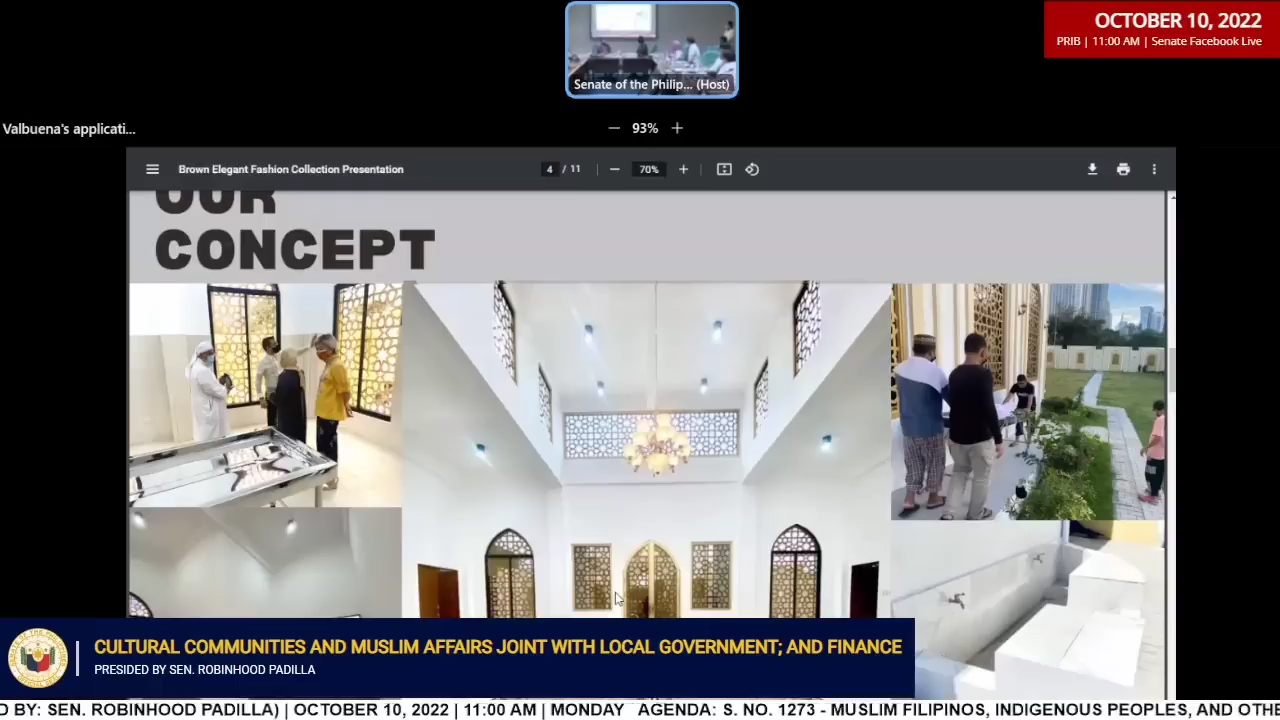 OCTOBER 10, 2022
PRIB | 11:00 AM | Senate Facebook Live
Senate of the Philip... (Host)
Valbuena's applicati...
93%
Brown Elegant Fashion Collection Presentation
4 / 11
70%
OUR
CONCEPT
CULTURAL COMMUNITIES AND MUSLIM AFFAIRS JOINT WITH LOCAL GOVERNMENT; AND FINANCE
PRESIDED BY SEN. ROBINHOOD PADILLA
D BY: SEN. ROBINHOOD PADILLA) | OCTOBER 10, 2022 | 11:00 AM | MONDAY AGENDA: S. NO. 1273 - MUSLIM FILIPINOS, INDIGENOUS PEOPLES, AND OTHE